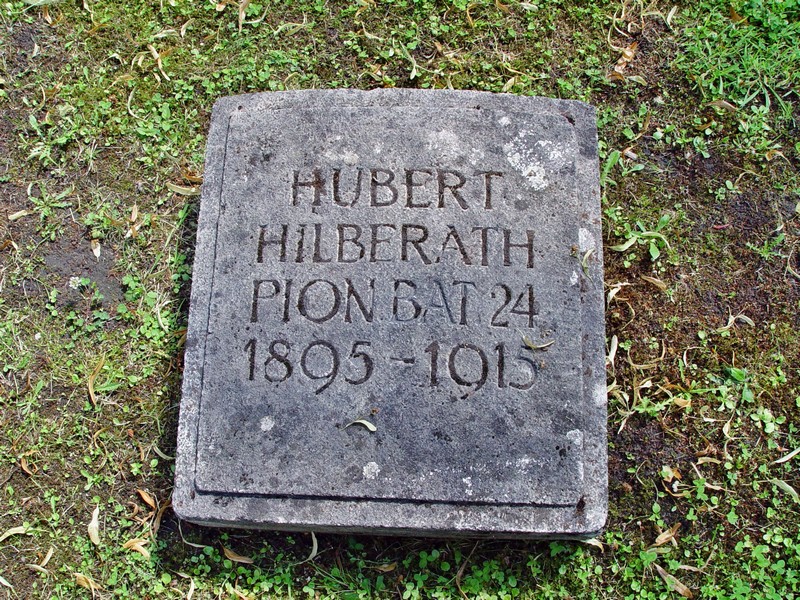 HUBERT
HILBERATH
PION. BAT. 24
1895-1915